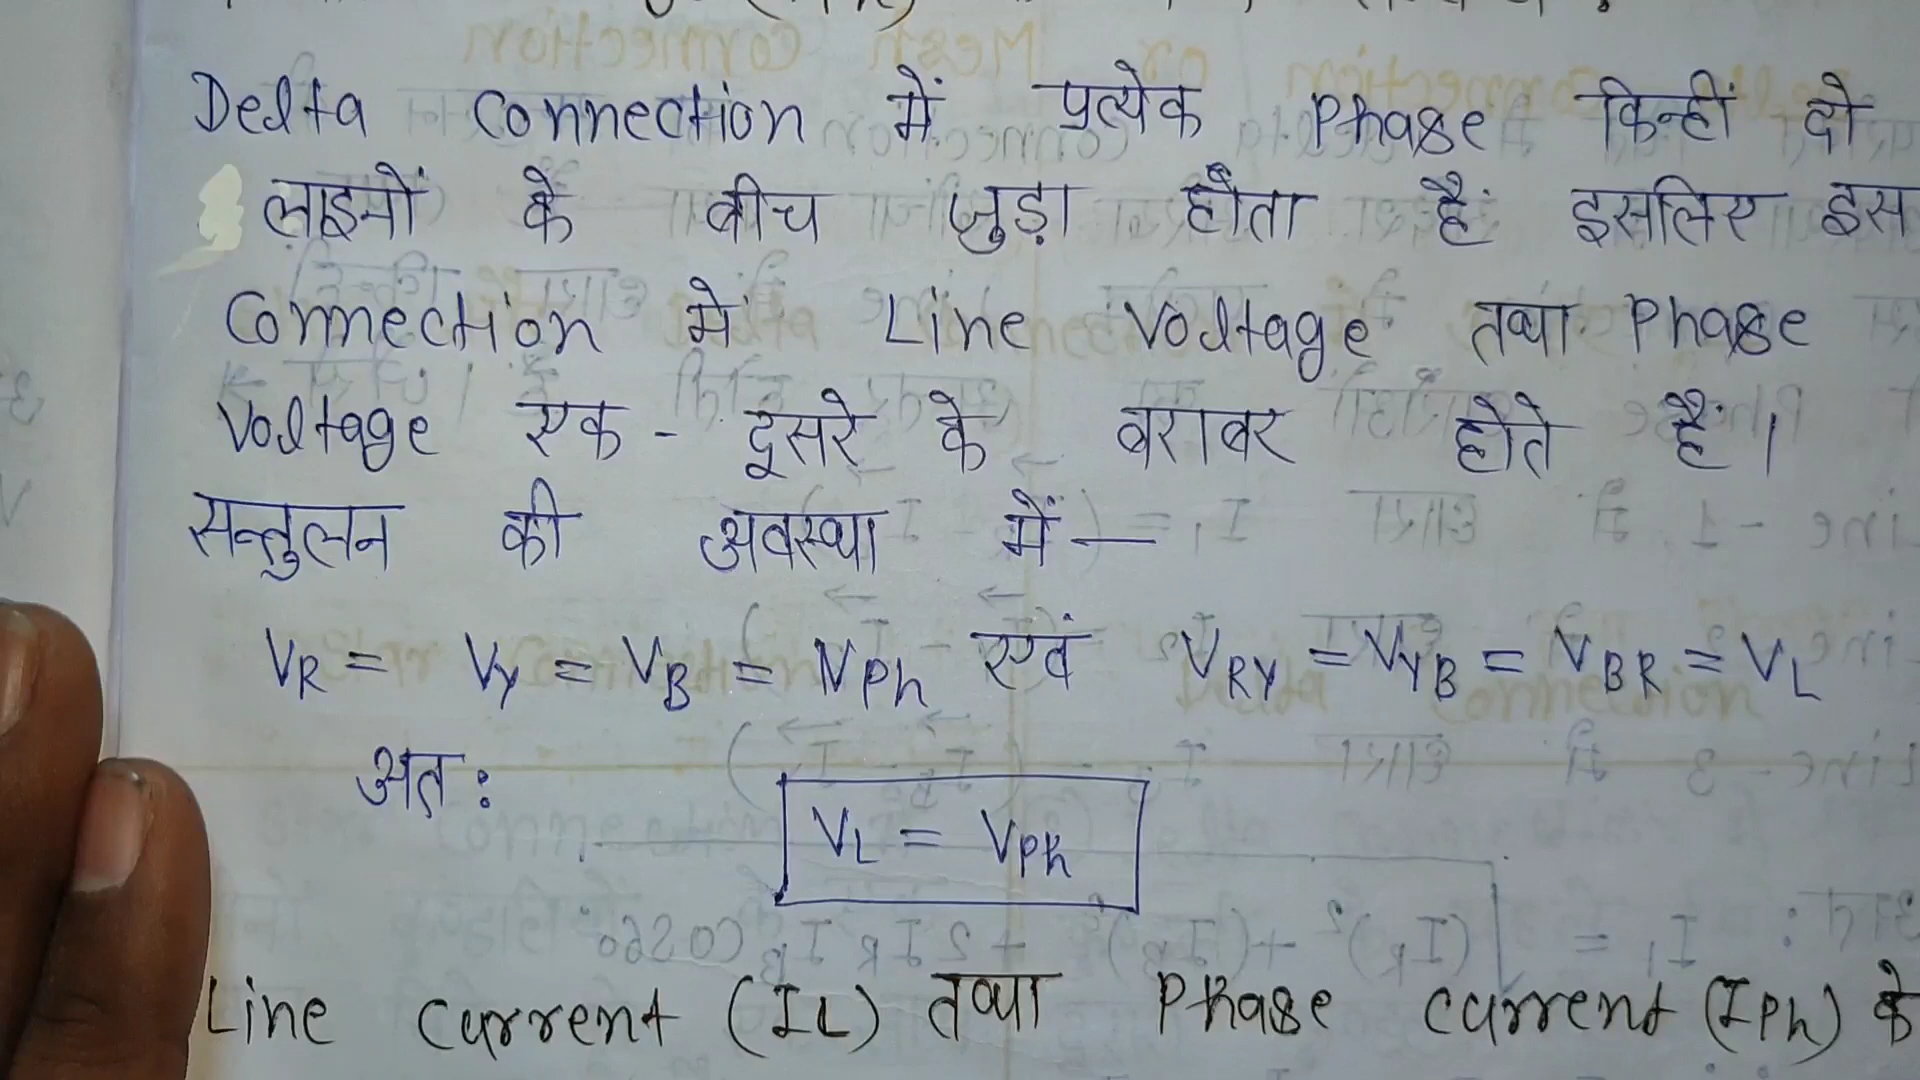 Delta Connection में प्रत्येक Phase किन्हीं दो
लाइनों के बीच जुड़ा होता है इसलिए इस
Connection में Line Voltage तथा Phase
Voltage एक - दूसरे के बराबर होते हैं।
सन्तुलन की अवस्था में —
VR = VY = VB = VPh एवं VRY = VYB = VBR = VL
अत:
VL = VPh
Line Current (IL) तथा Phase Current (IPh) के